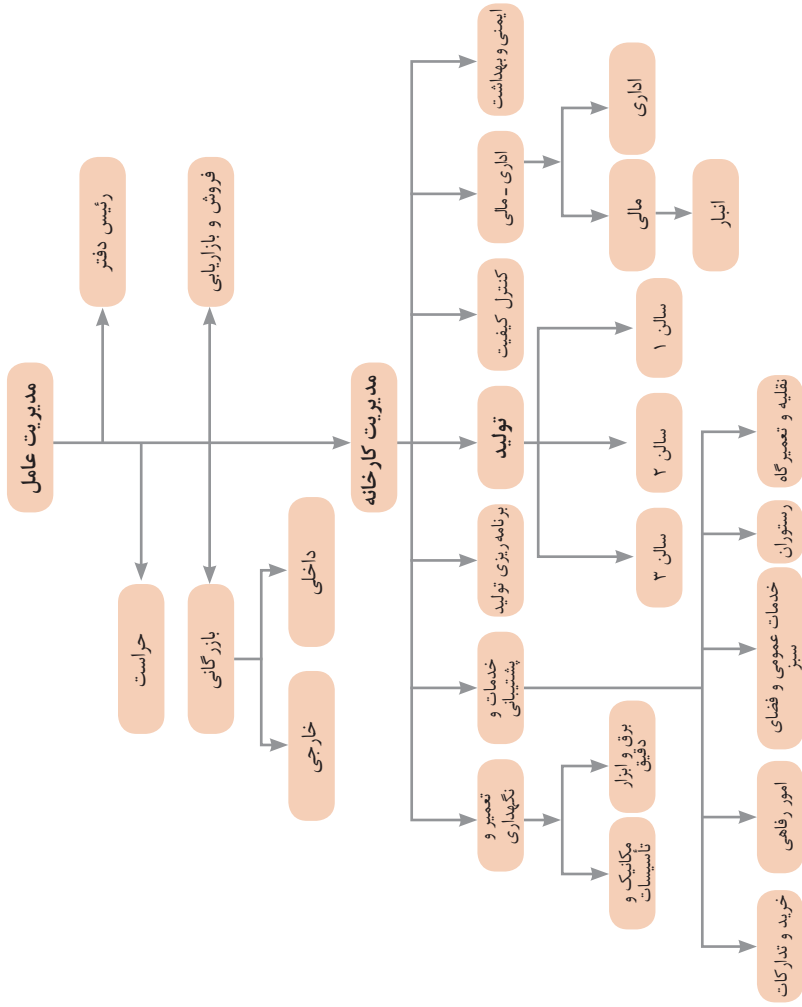 مدیریت عامل
رئیس دفتر
حراست
فروش و بازاریابی
بازرگانی
داخلی
خارجی
مدیریت کارخانه
ایمنی و بهداشت
اداری - مالی
کنترل کیفیت
تولید
برنامه ریزی تولید
خدمات و
پشتیبانی
تعمیر و
نگهداری
اداری
مالی
انبار
سالن ۱
سالن ۲
سالن ۳
برق و ابزار
دقیق
مکانیک و
تأسیسات
نقلیه و تعمیرگاه
رستوران
خدمات عمومی و فضای
سبز
امور رفاهی
خرید و تدارکات